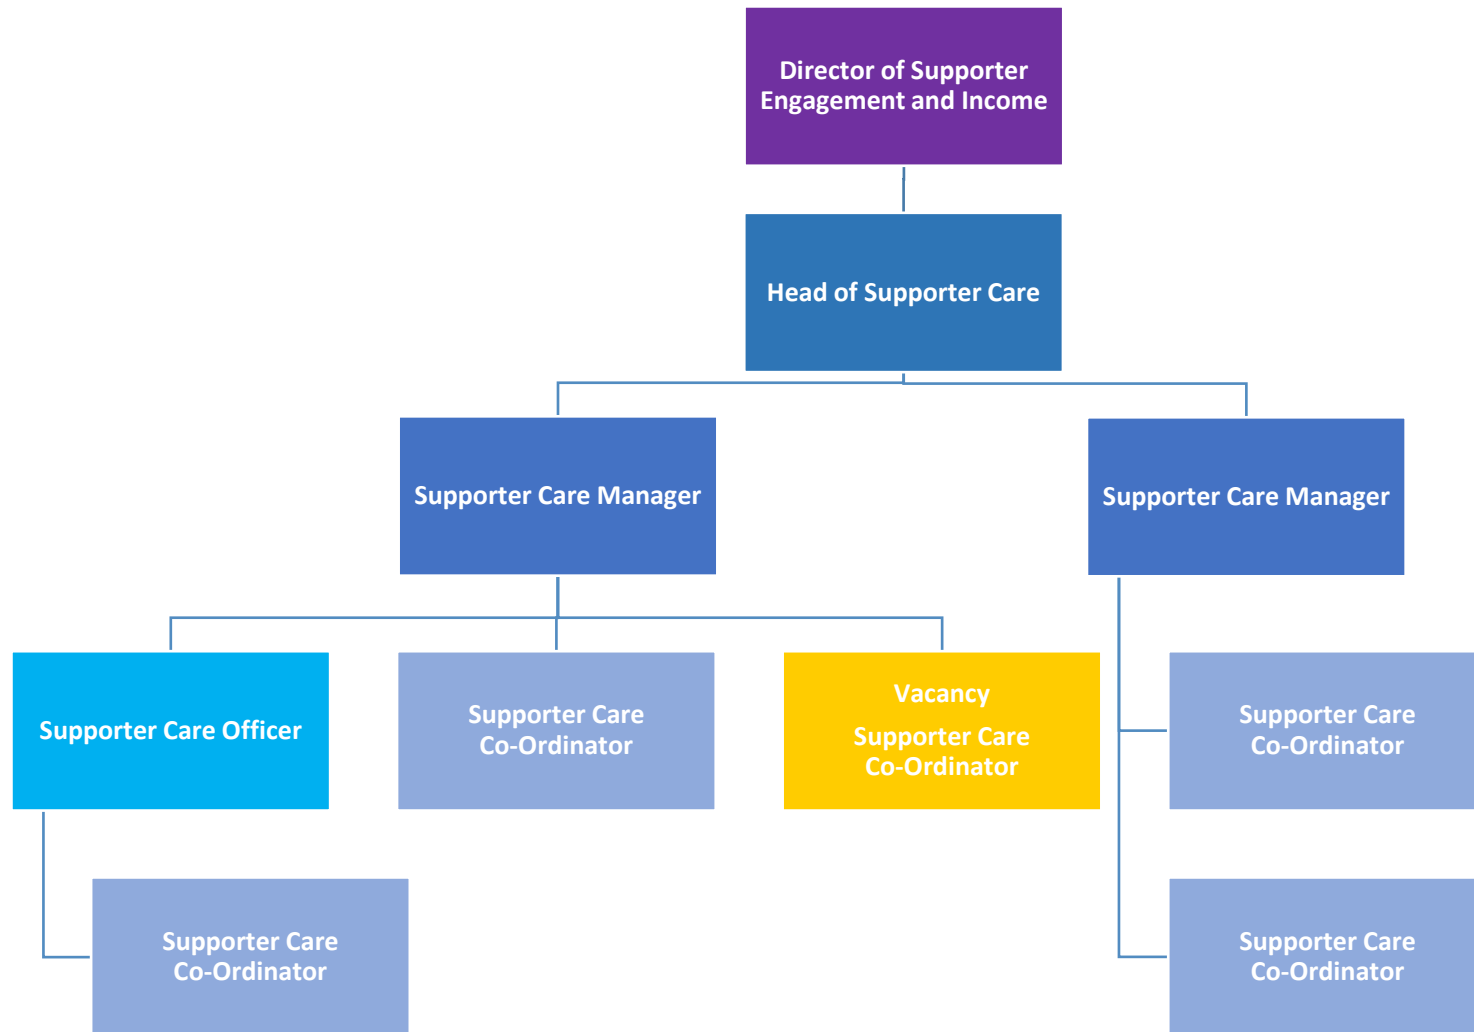 Director of Supporter
Engagement and Income
Head of Supporter Care
Supporter Care Manager
Supporter Care Manager
Supporter Care Officer
Supporter Care
Co-Ordinator
Vacancy
Supporter Care
Co-Ordinator
Supporter Care
Co-Ordinator
Supporter Care
Co-Ordinator
Supporter Care
Co-Ordinator